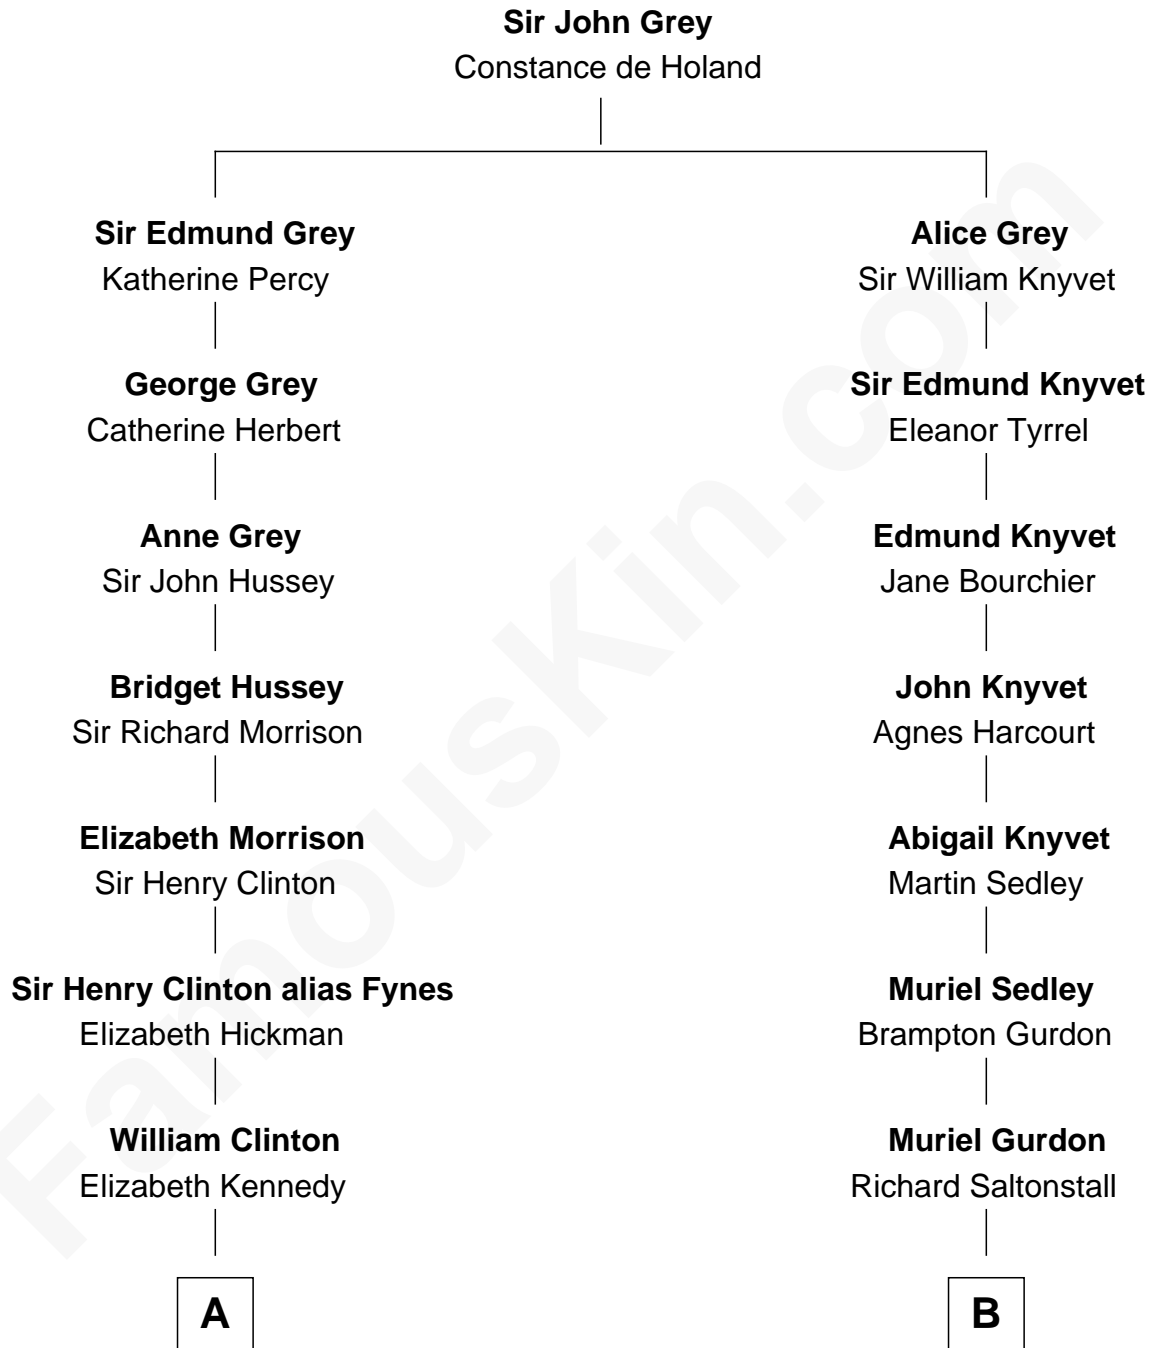 Sir John Grey
Constance de Holand
Sir Edmund Grey
Katherine Percy
Alice Grey
Sir William Knyvet
George Grey
Catherine Herbert
Sir Edmund Knyvet
Eleanor Tyrrel
Anne Grey
Sir John Hussey
Edmund Knyvet
Jane Bourchier
Bridget Hussey
Sir Richard Morrison
John Knyvet
Agnes Harcourt
Elizabeth Morrison
Sir Henry Clinton
Abigail Knyvet
Martin Sedley
Sir Henry Clinton alias Fynes
Elizabeth Hickman
Muriel Sedley
Brampton Gurdon
William Clinton
Elizabeth Kennedy
Muriel Gurdon
Richard Saltonstall
A
B
FamousKin.com